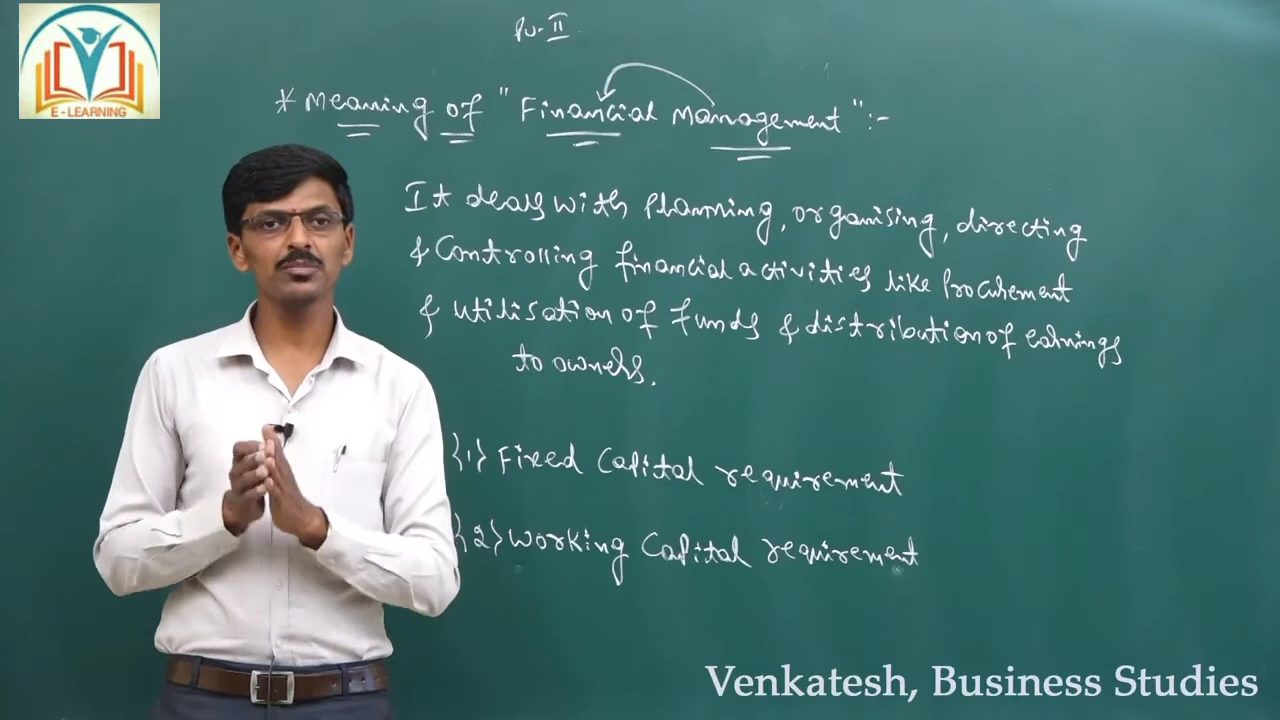 E-LEARNING
PU-II
* Meaning of "Financial Management":-
It deals with planning, organising, directing
& Controlling financial activities like Procurement
& utilisation of funds & distribution of earnings
to owners.
{1} Fixed Capital requirement
{2} Working Capital requirement
Venkatesh, Business Studies